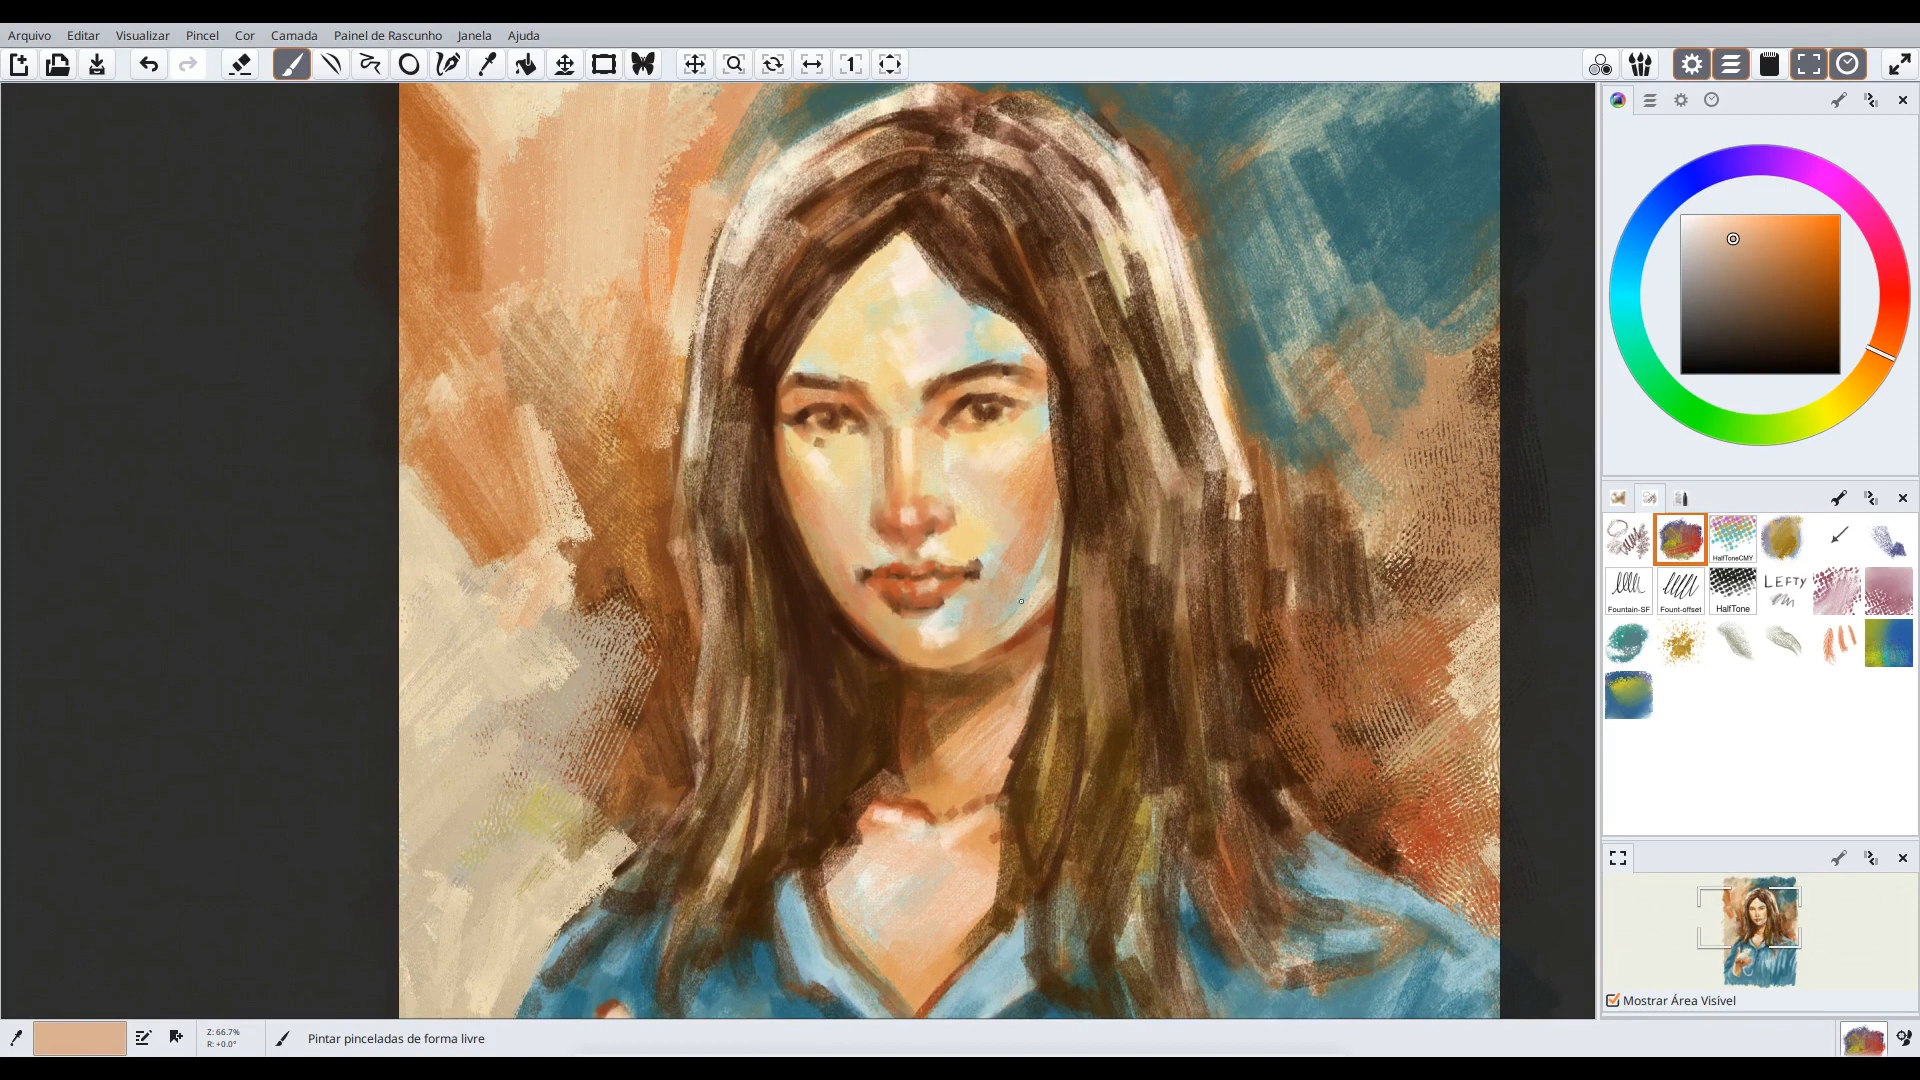 Arquivo Editar Visualizar Pincel Cor Camada Painel de Rascunho Janela Ajuda
1
HalfToneCMY
Fountain-SF Fount-offset HalfTone LEFTY
Mostrar Área Visível
Z: 66.7%
R: +0.0°
Pintar pinceladas de forma livre